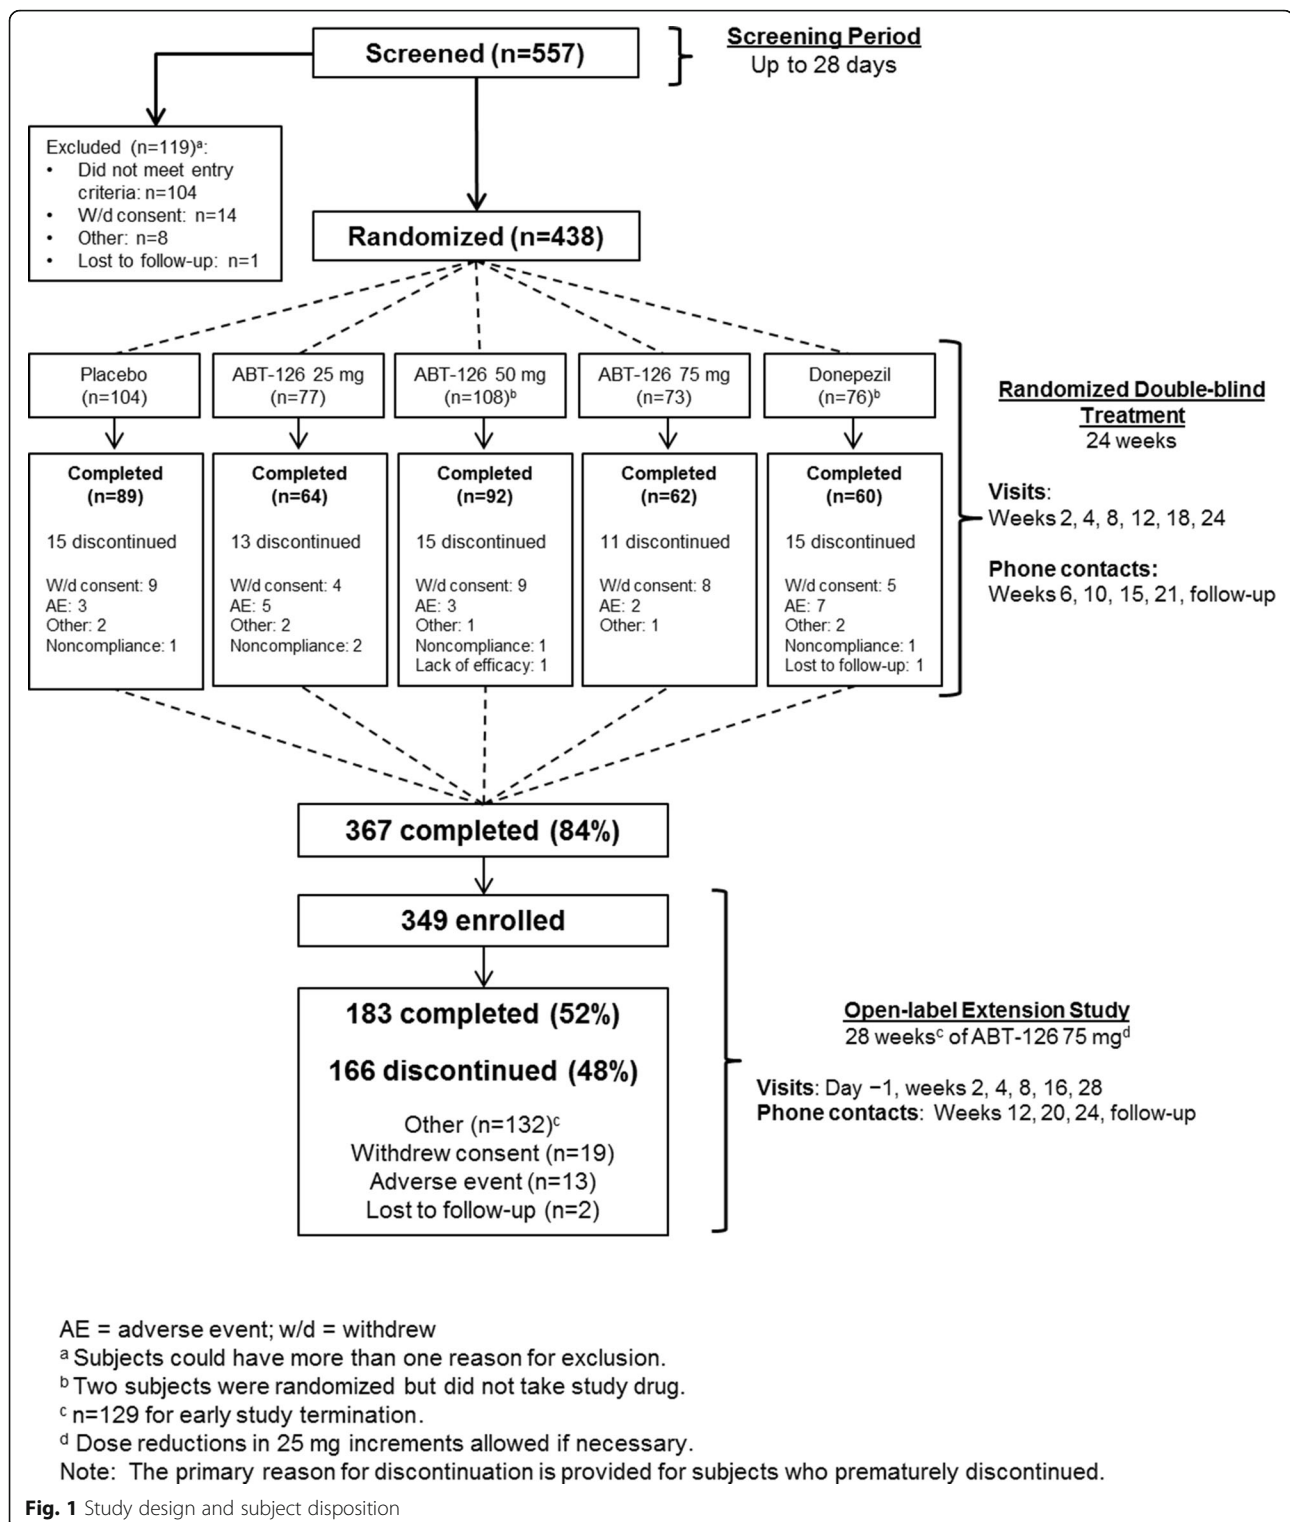 Screened (n=557)
Screening Period
Up to 28 days
Excluded (n=119)a:
• Did not meet entry
criteria: n=104
• W/d consent: n=14
• Other: n=8
• Lost to follow-up: n=1
Randomized (n=438)
Placebo
(n=104)
ABT-126 25 mg
(n=77)
ABT-126 50 mg
(n=108)b
ABT-126 75 mg
(n=73)
Donepezil
(n=76)b
Completed
(n=89)
15 discontinued
W/d consent: 9
AE: 3
Other: 2
Noncompliance: 1
Completed
(n=64)
13 discontinued
W/d consent: 4
AE: 5
Other: 2
Noncompliance: 2
Completed
(n=92)
15 discontinued
W/d consent: 9
AE: 3
Other: 1
Noncompliance: 1
Lack of efficacy: 1
Completed
(n=62)
11 discontinued
W/d consent: 8
AE: 2
Other: 1
Completed
(n=60)
15 discontinued
W/d consent: 5
AE: 7
Other: 2
Noncompliance: 1
Lost to follow-up: 1
Randomized Double-blind
Treatment
24 weeks
Visits:
Weeks 2, 4, 8, 12, 18, 24
Phone contacts:
Weeks 6, 10, 15, 21, follow-up
367 completed (84%)
349 enrolled
183 completed (52%)
166 discontinued (48%)
Other (n=132)c
Withdrew consent (n=19)
Adverse event (n=13)
Lost to follow-up (n=2)
Open-label Extension Study
28 weeksc of ABT-126 75 mgd
Visits: Day −1, weeks 2, 4, 8, 16, 28
Phone contacts: Weeks 12, 20, 24, follow-up
AE = adverse event; w/d = withdrew
a Subjects could have more than one reason for exclusion.
b Two subjects were randomized but did not take study drug.
c n=129 for early study termination.
d Dose reductions in 25 mg increments allowed if necessary.
Note: The primary reason for discontinuation is provided for subjects who prematurely discontinued.
Fig. 1 Study design and subject disposition